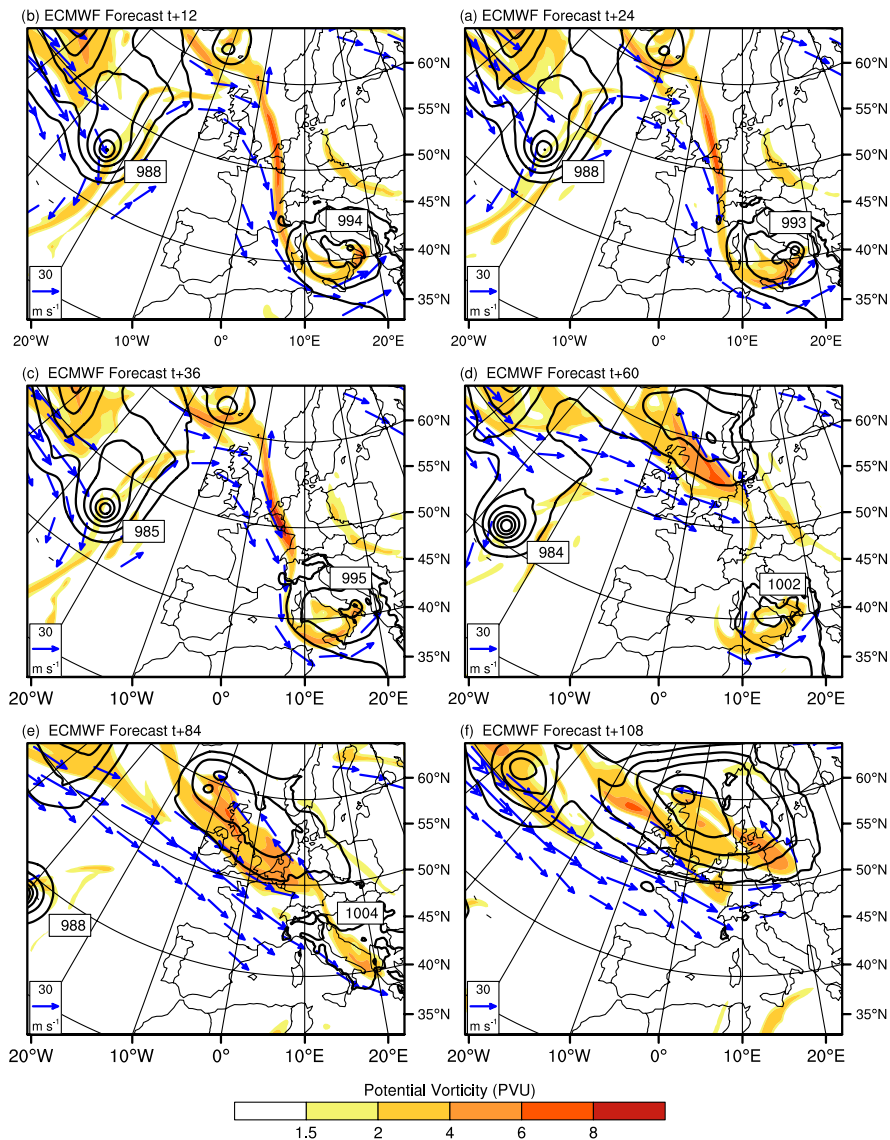 (b) ECMWF Forecast t+12
60°N
55°N
50°N
45°N
40°N
35°N
988
994
30
m s⁻¹
20°W
10°W
0°
10°E
20°E
(a) ECMWF Forecast t+24
60°N
55°N
50°N
45°N
40°N
35°N
988
993
30
m s⁻¹
20°W
10°W
0°
10°E
20°E
(c) ECMWF Forecast t+36
60°N
55°N
50°N
45°N
40°N
35°N
985
995
30
m s⁻¹
20°W
10°W
0°
10°E
20°E
(d) ECMWF Forecast t+60
60°N
55°N
50°N
45°N
40°N
35°N
984
1002
30
m s⁻¹
20°W
10°W
0°
10°E
20°E
(e) ECMWF Forecast t+84
60°N
55°N
50°N
45°N
40°N
35°N
988
1004
30
m s⁻¹
20°W
10°W
0°
10°E
20°E
(f) ECMWF Forecast t+108
60°N
55°N
50°N
45°N
40°N
35°N
30
m s⁻¹
20°W
10°W
0°
10°E
20°E
Potential Vorticity (PVU)
1.5 2 4 6 8